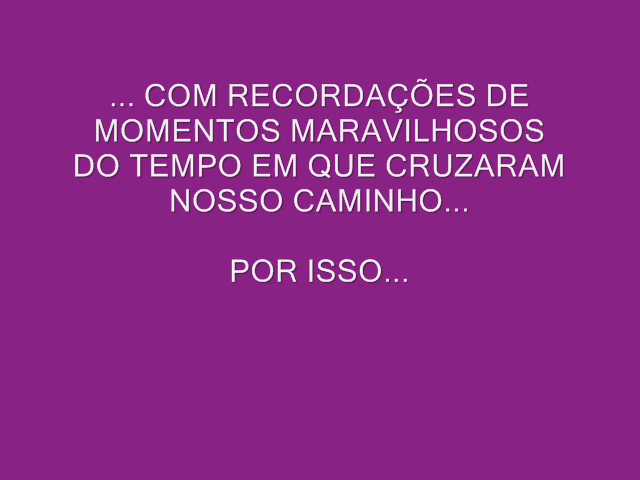 ... COM RECORDAÇÕES DE
MOMENTOS MARAVILHOSOS
DO TEMPO EM QUE CRUZARAM
NOSSO CAMINHO...
POR ISSO...